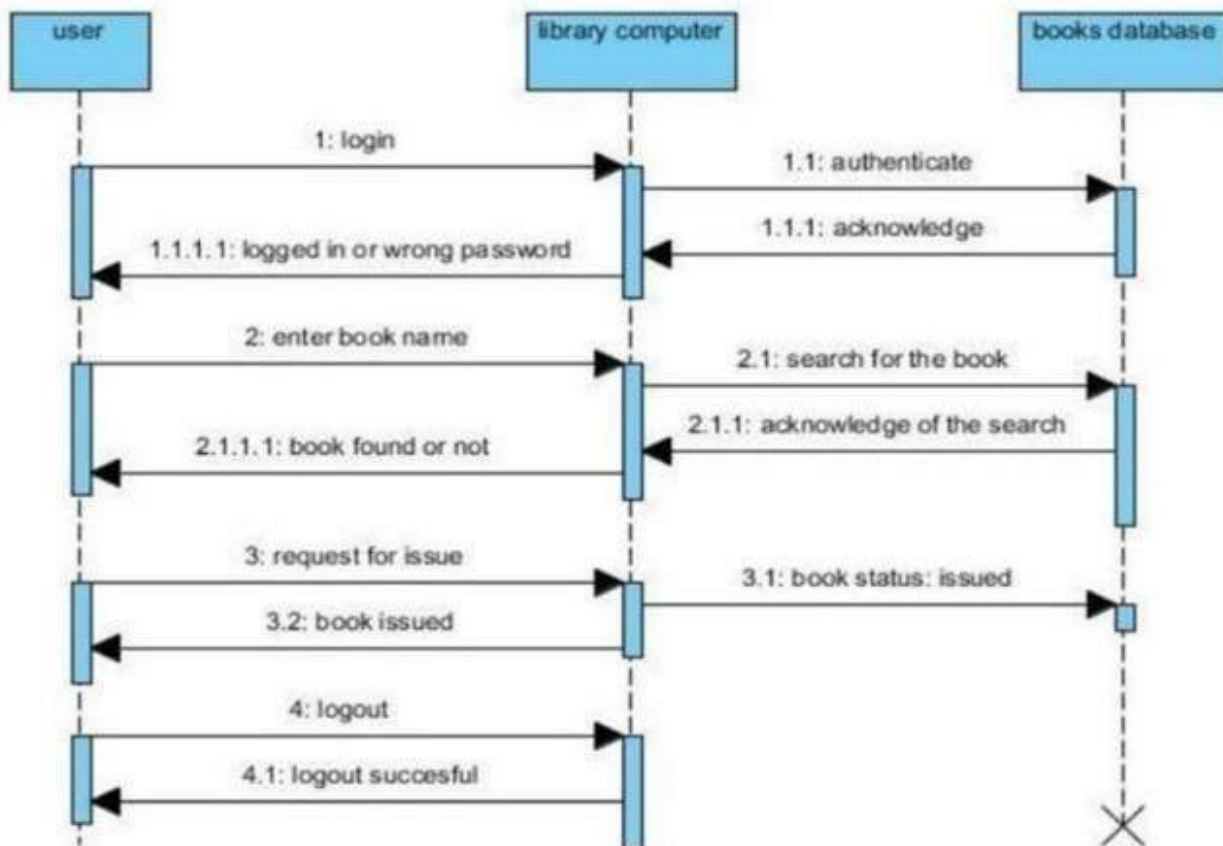 user
library computer
books database
1: login
1.1: authenticate
1.1.1: acknowledge
1.1.1.1: logged in or wrong password
2: enter book name
2.1: search for the book
2.1.1: acknowledge of the search
2.1.1.1: book found or not
3: request for issue
3.1: book status: issued
3.2: book issued
4: logout
4.1: logout succesful